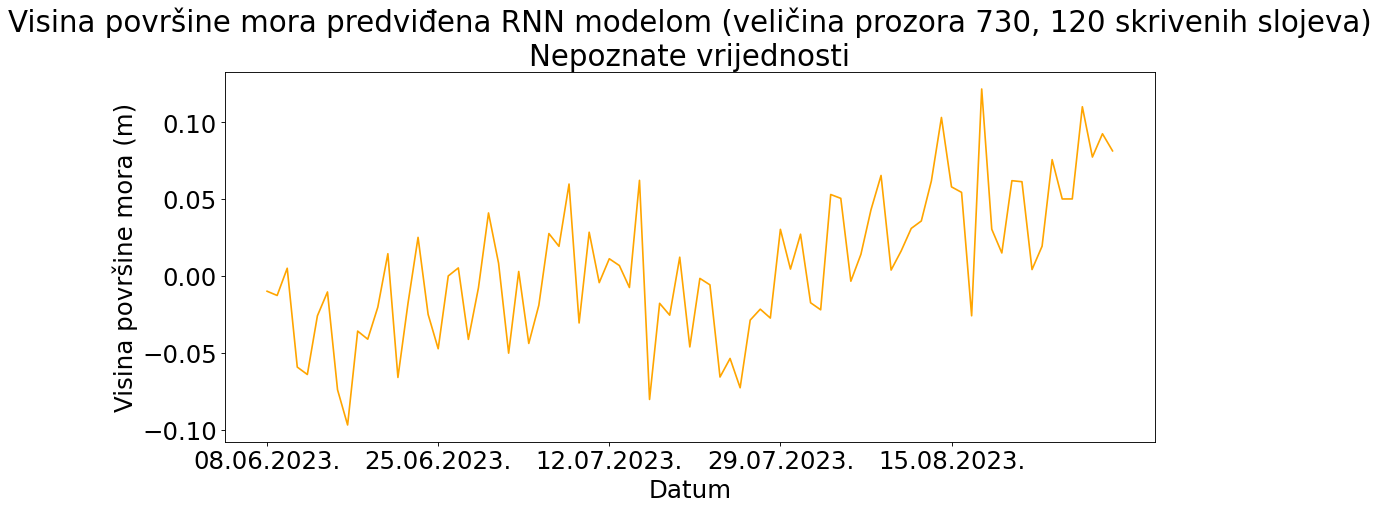 Visina površine mora predviđena RNN modelom (veličina prozora 730, 120 skrivenih slojeva)
Nepoznate vrijednosti
Visina površine mora (m)
0.10
0.05
0.00
−0.05
−0.10
08.06.2023. 25.06.2023. 12.07.2023. 29.07.2023. 15.08.2023.
Datum